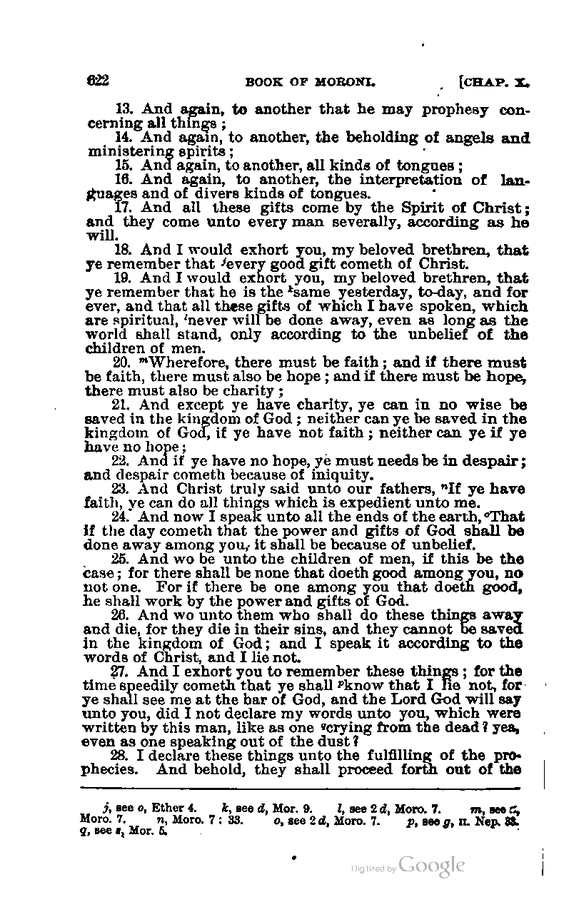 622 BOOK OF MORONI. [CHAP. X.
13. And again, to another that he may prophesy con-
cerning all things ;
14. And again, to another, the beholding of angels and
ministering spirits ;
15. And again, to another, all kinds of tongues ;
16. And again, to another, the interpretation of lan-
guages and of divers kinds of tongues.
17. And all these gifts come by the Spirit of Christ ;
and they come unto every man severally, according as he
will.
18. And I would exhort you, my beloved brethren, that
ye remember that jevery good gift cometh of Christ.
19. And I would exhort you, my beloved brethren, that
ye remember that he is the ksame yesterday, to-day, and for
ever, and that all these gifts of which I have spoken, which
are spiritual, lnever will be done away, even as long as the
world shall stand, only according to the unbelief of the
children of men.
20. mWherefore, there must be faith ; and if there must
be faith, there must also be hope ; and if there must be hope,
there must also be charity ;
21. And except ye have charity, ye can in no wise be
saved in the kingdom of God ; neither can ye be saved in the
kingdom of God, if ye have not faith ; neither can ye if ye
have no hope ;
22. And if ye have no hope, ye must needs be in despair ;
and despair cometh because of iniquity.
23. And Christ truly said unto our fathers, nIf ye have
faith, ye can do all things which is expedient unto me.
24. And now I speak unto all the ends of the earth, oThat
if the day cometh that the power and gifts of God shall be
done away among you, it shall be because of unbelief.
25. And wo be unto the children of men, if this be the
case ; for there shall be none that doeth good among you, no
not one. For if there be one among you that doeth good,
he shall work by the power and gifts of God.
26. And wo unto them who shall do these things away
and die, for they die in their sins, and they cannot be saved
in the kingdom of God ; and I speak it according to the
words of Christ, and I lie not.
27. And I exhort you to remember these things ; for the
time speedily cometh that ye shall pknow that I lie not, for
ye shall see me at the bar of God, and the Lord God will say
unto you, did I not declare my words unto you, which were
written by this man, like as one qcrying from the dead ? yea,
even as one speaking out of the dust ?
28. I declare these things unto the fulfilling of the pro-
phecies. And behold, they shall proceed forth out of the
j, see o, Ether 4. k, see d, Mor. 9. l, see 2 d, Moro. 7. m, see
Moro. 7. n, Moro. 7 : 33. o, see 2 d, Moro. 7. p, see g, II. Nep. 33.
q, see s, Mor. 5.
Digitized by Google